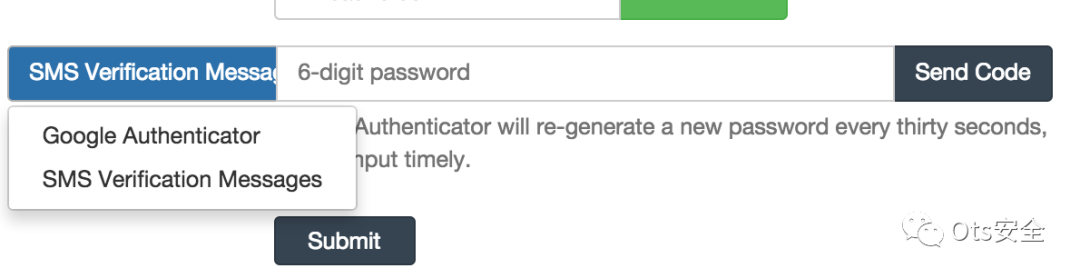 SMS Verification Messag
6-digit password
Send Code
Google Authenticator
SMS Verification Messages
Authenticator will re-generate a new password every thirty seconds,
nput timely.
Submit
Ots安全